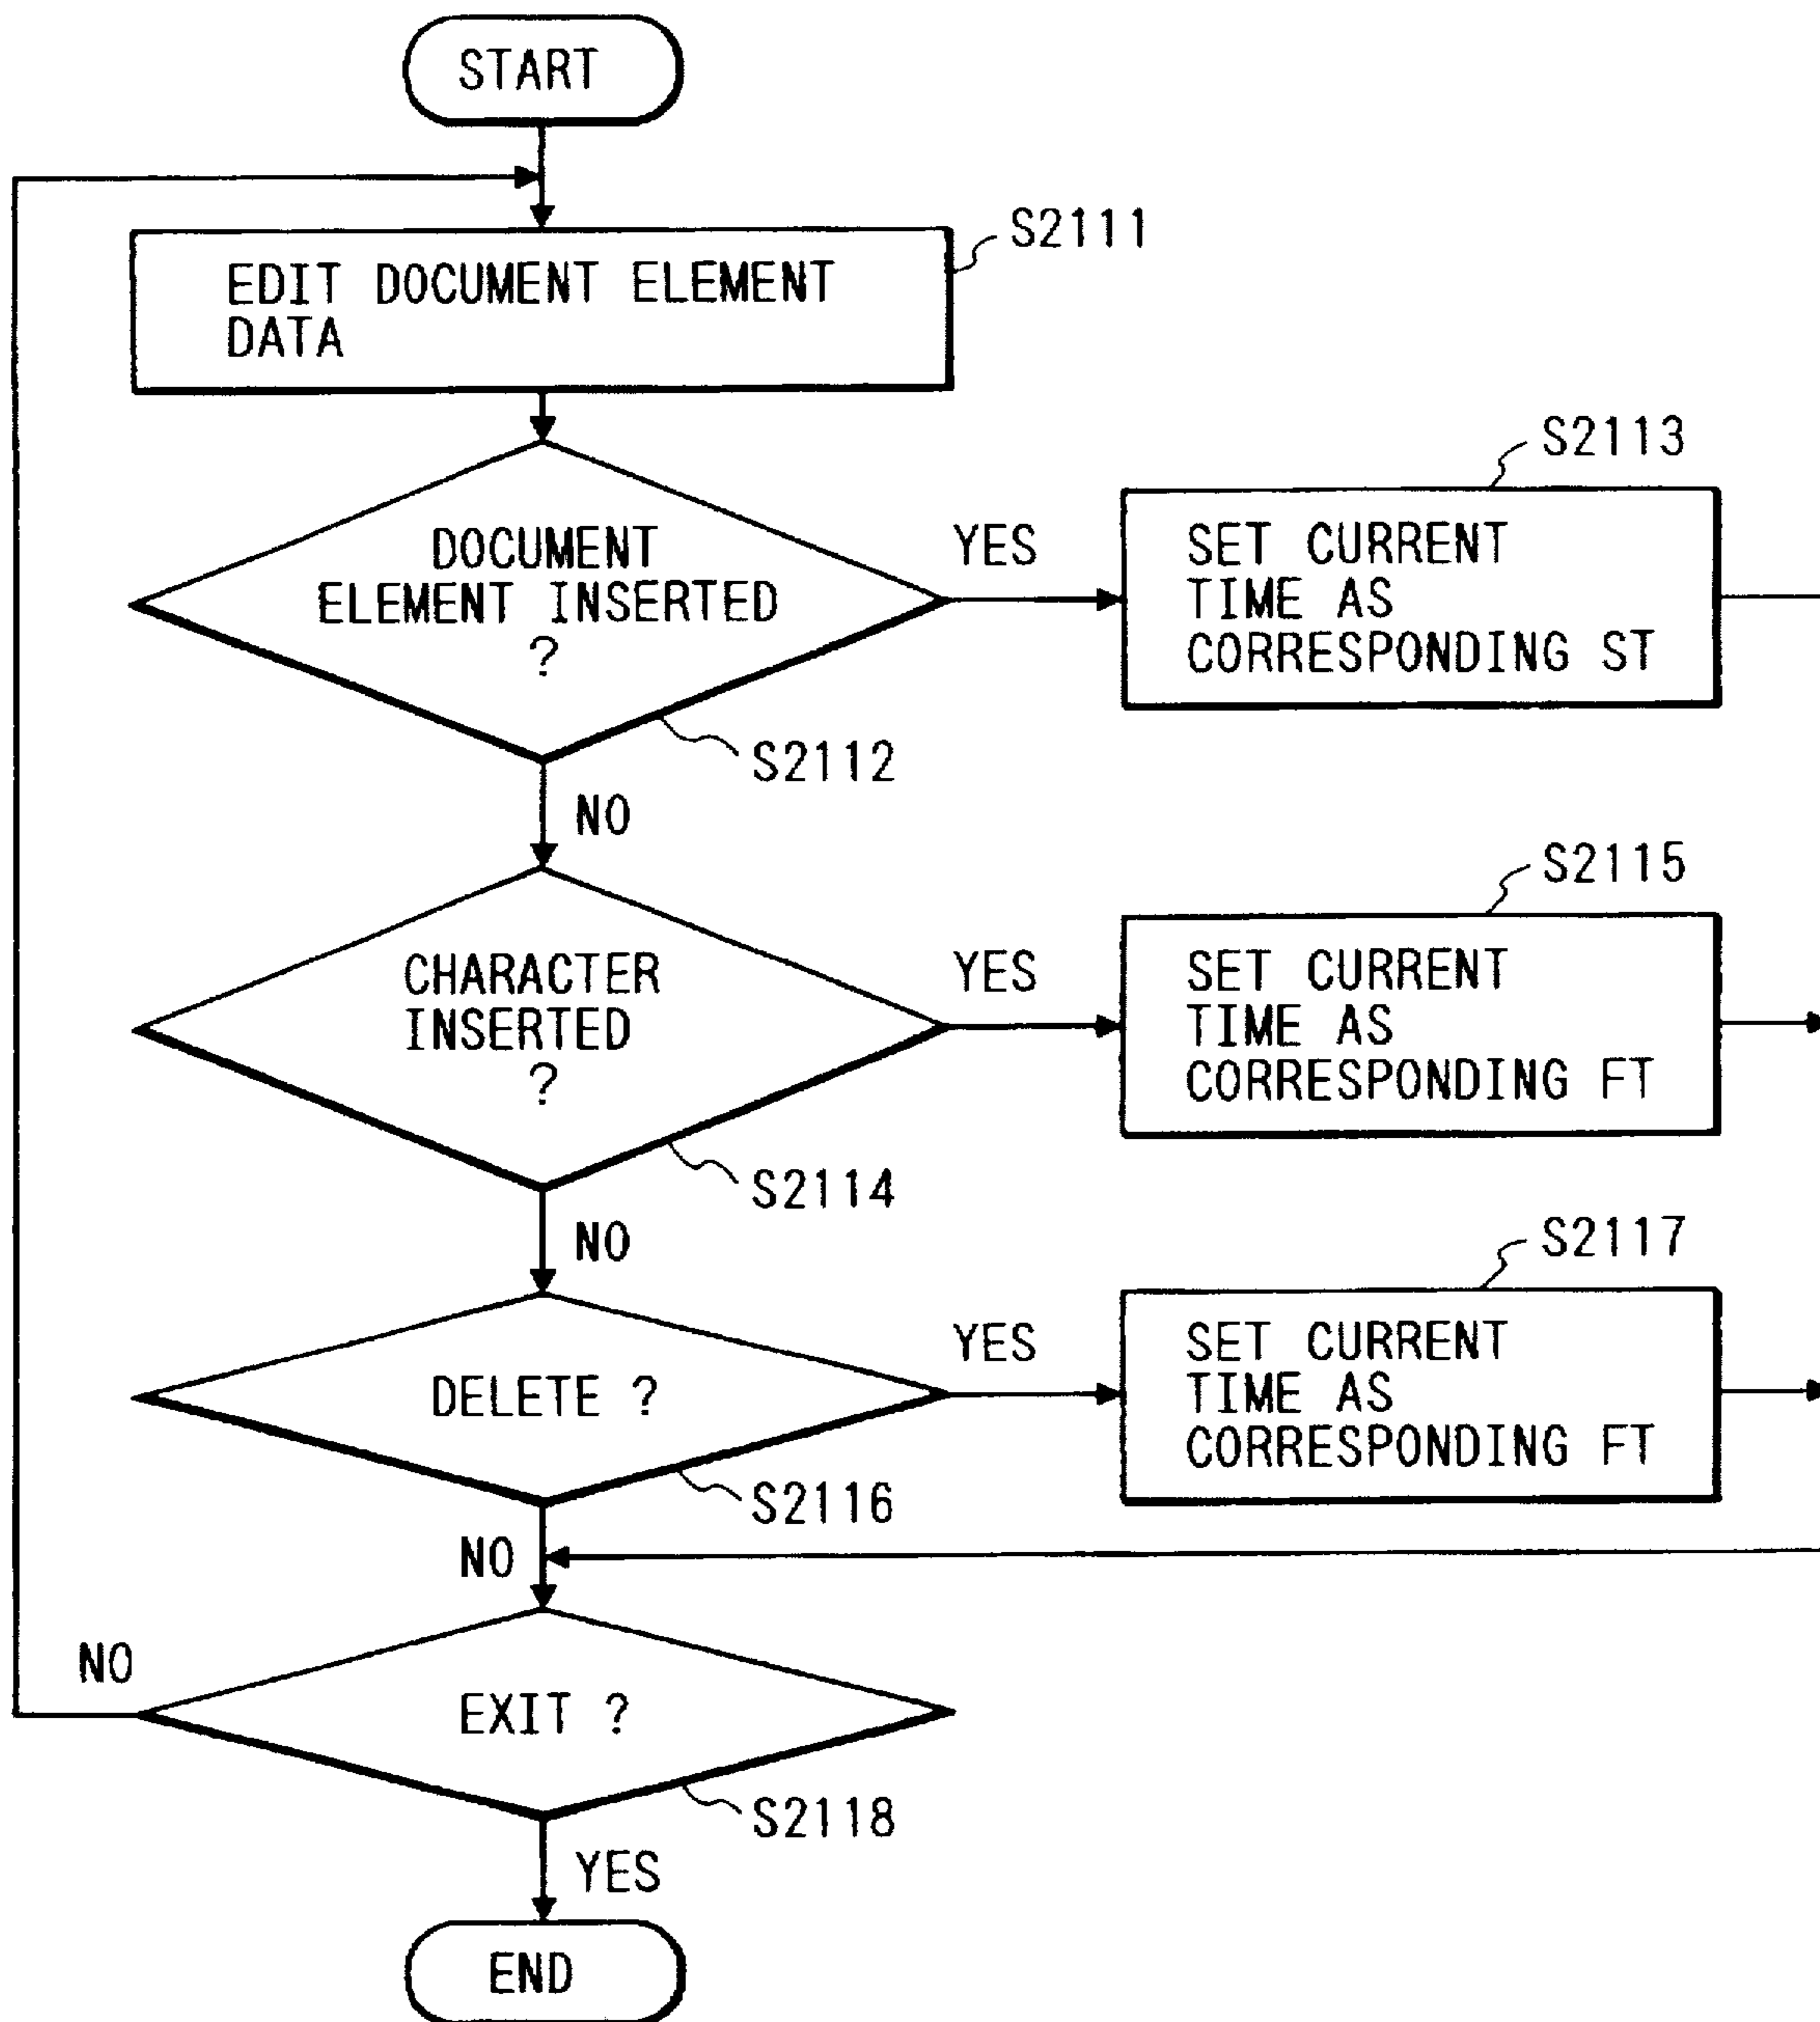 START
S2111
EDIT DOCUMENT ELEMENT
DATA
S2113
DOCUMENT
ELEMENT INSERTED
?
YES
SET CURRENT
TIME AS
CORRESPONDING ST
S2112
NO
S2115
CHARACTER
INSERTED
?
YES
SET CURRENT
TIME AS
CORRESPONDING FT
S2114
NO
S2117
DELETE ?
YES
SET CURRENT
TIME AS
CORRESPONDING FT
S2116
NO
NO
EXIT ?
S2118
YES
END